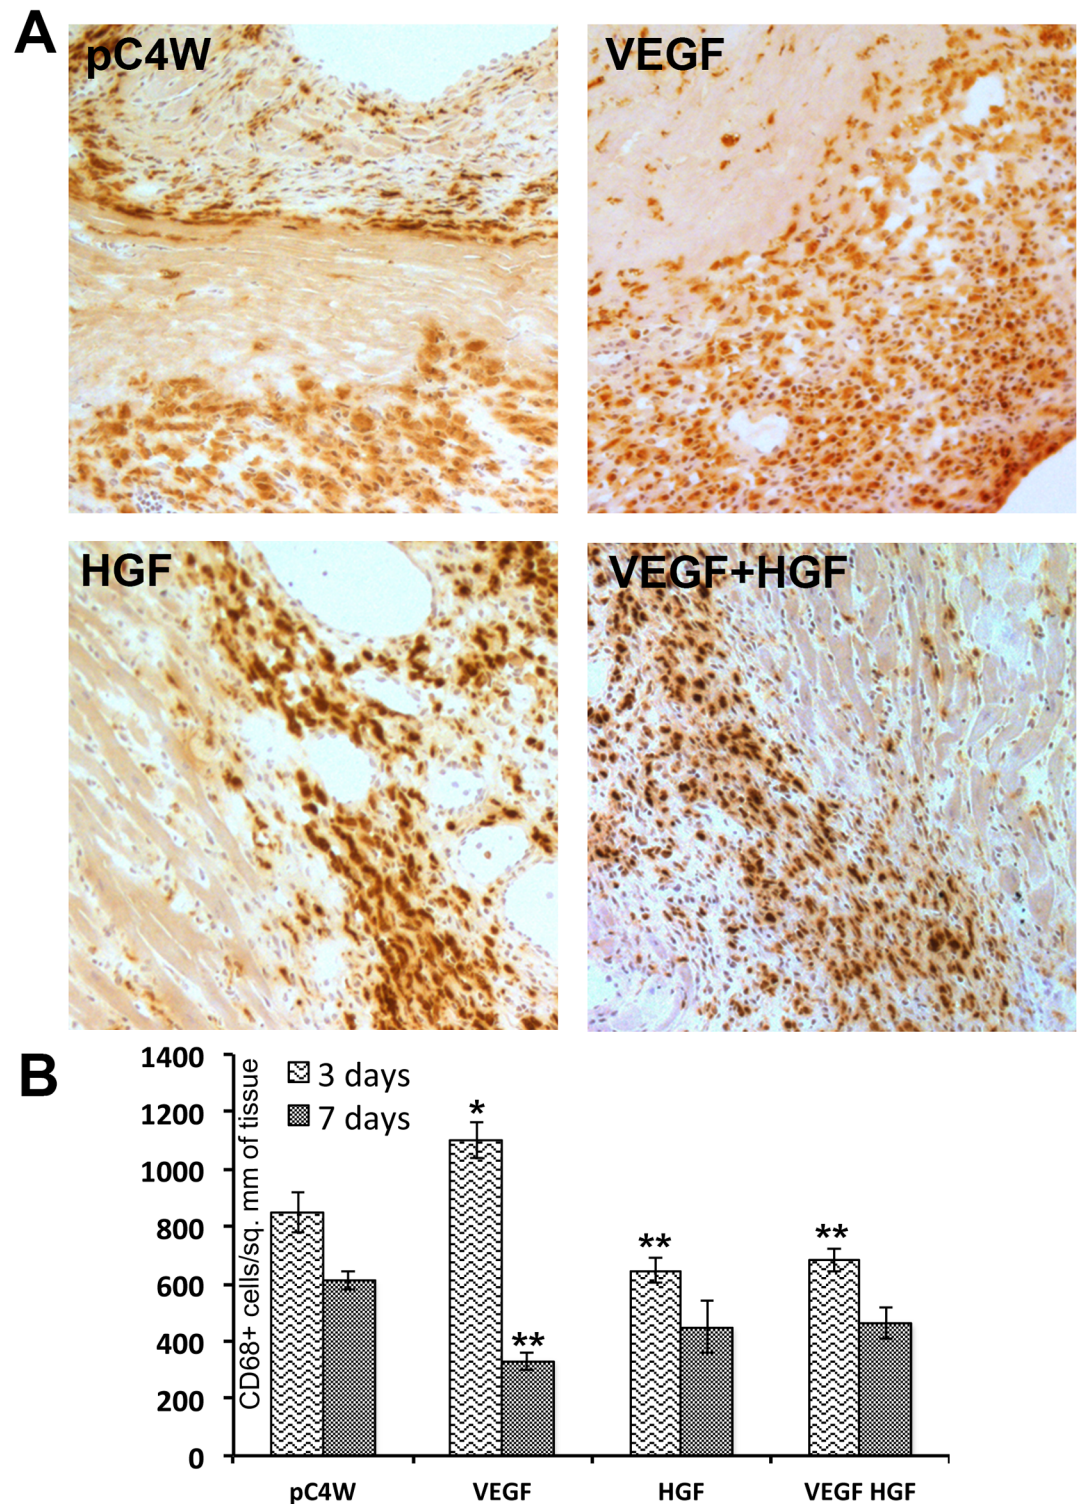 A
pC4W
VEGF
HGF
VEGF+HGF
B
CD68+ cells/sq. mm of tissue
1400
1200
1000
800
600
400
200
0
3 days
7 days
*
**
**
**
pC4W
VEGF
HGF
VEGF HGF